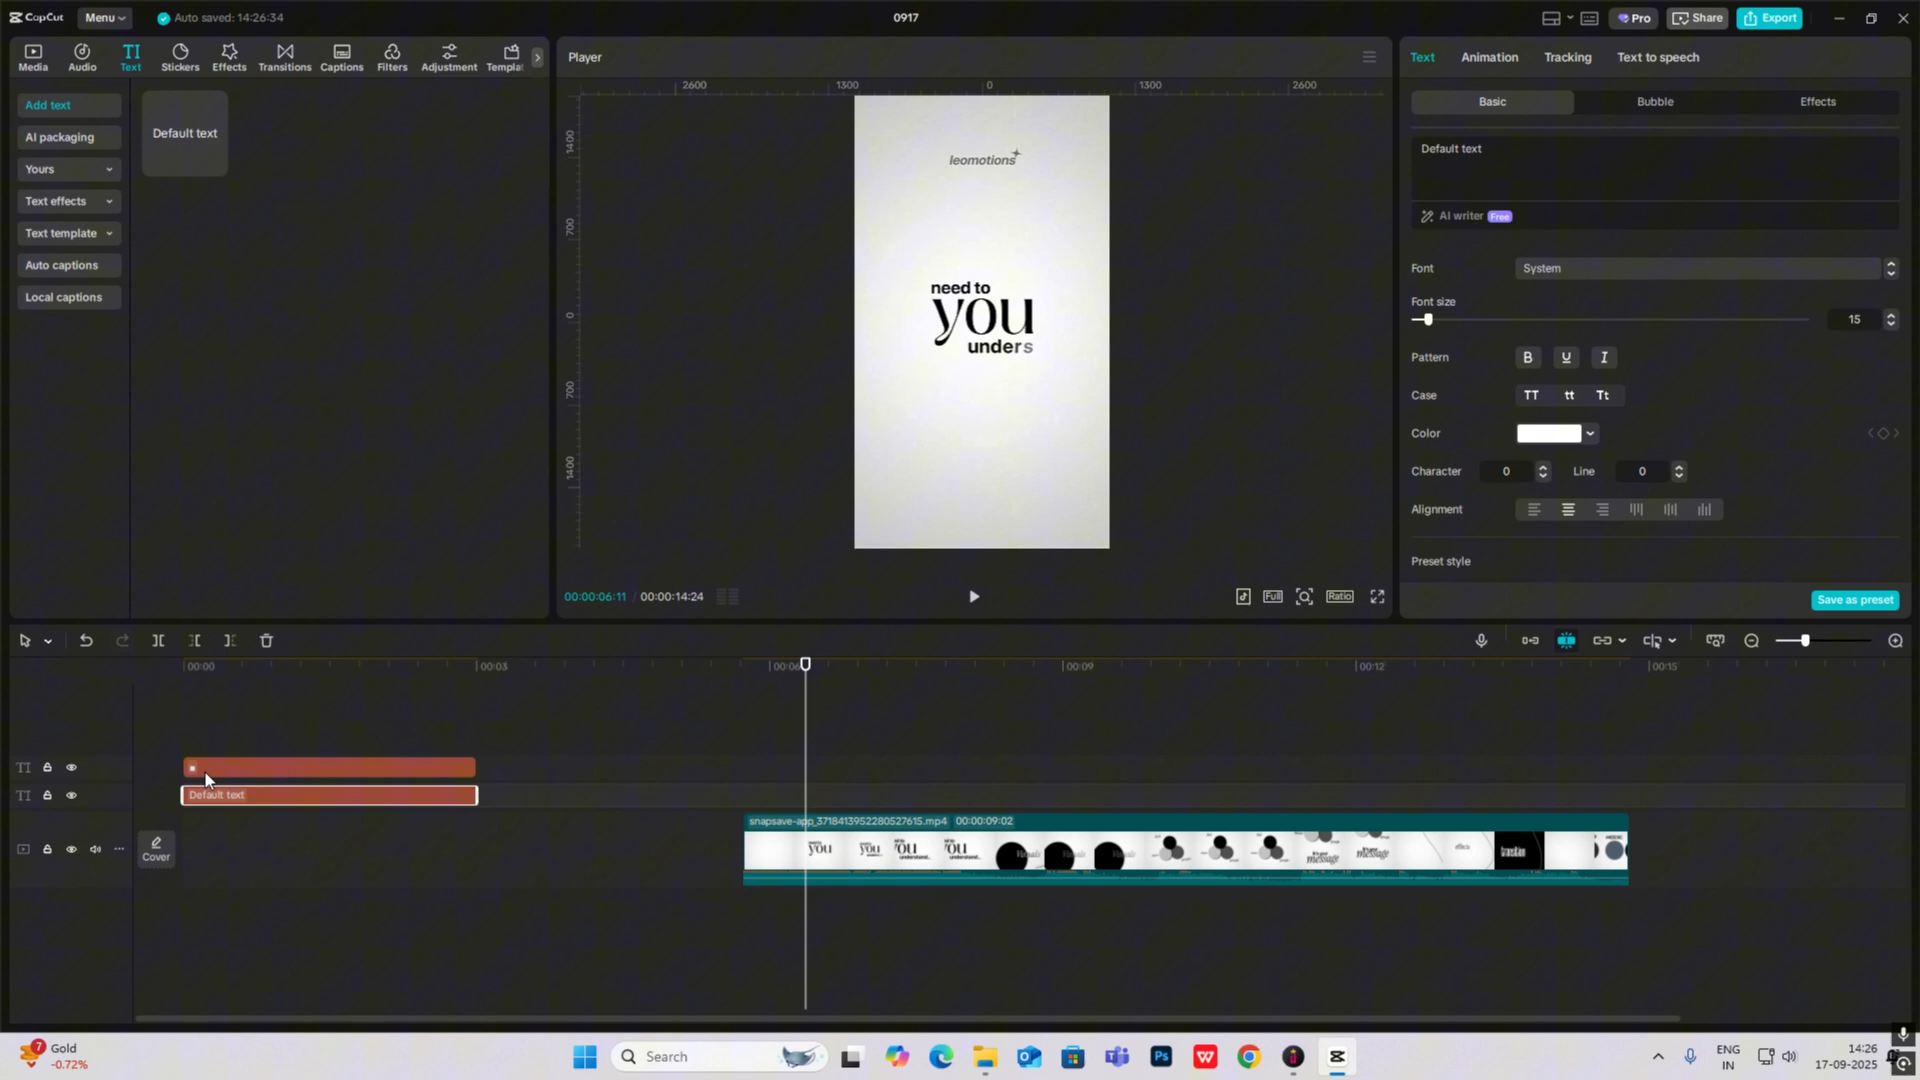 CapCut
Menu
Auto saved: 14:26:34
0917
Pro
Share
Export
Media
Audio
TI
Text
Stickers
Effects
Transitions
Captions
Filters
Adjustment
Templat
Add text
AI packaging
Yours
Text effects
Text template
Auto captions
Local captions
Default text
Player
2600
1300
0
1300
2600
1400
700
0
700
1400
leomotions
need to
you
unders
00:00:06:11 / 00:00:14:24
Full
Ratio
Text
Animation
Tracking
Text to speech
Basic
Bubble
Effects
Default text
AI writer Free
Font
System
Font size
15
Pattern
B U I
Case
TT tt Tt
Color
Character
0
Line
0
Alignment
Preset style
Save as preset
00:00
00:03
00:06
00:09
00:12
00:15
TI
TI
Default text
Cover
snapsave-app_3718413952280527615.mp4 00:00:09:02
7
Gold
-0.72%
Search
Ps
W
ENG
IN
14:26
17-09-2025